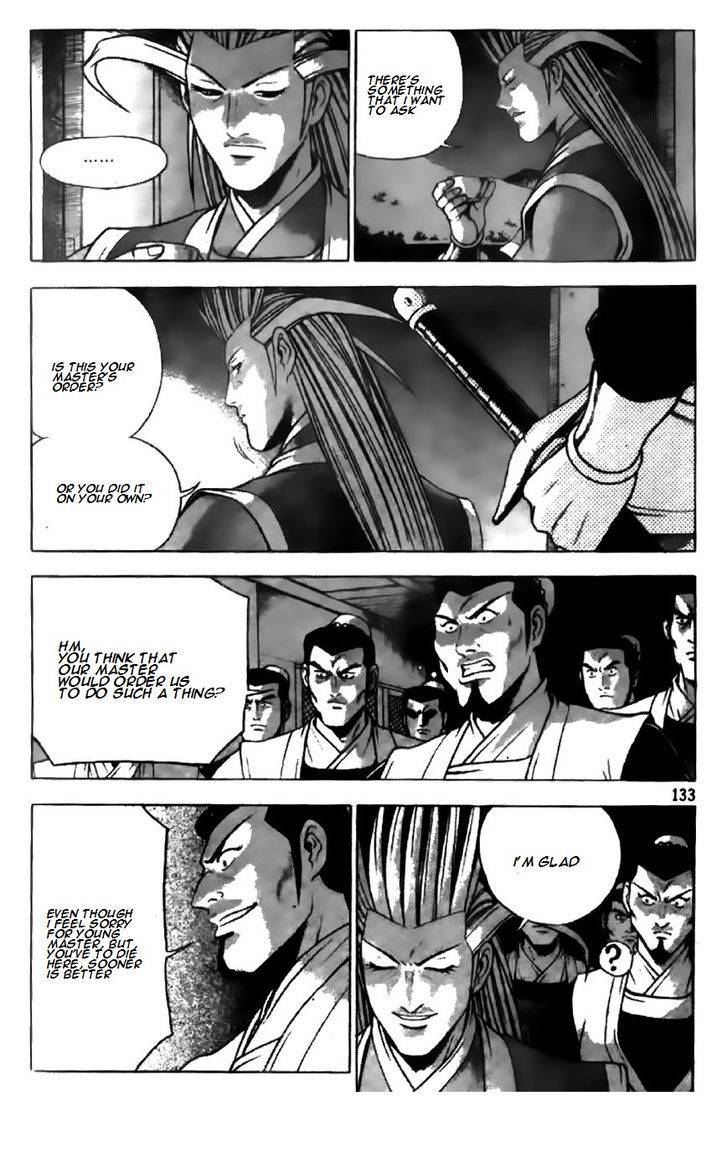 ......
THERE'S
SOMETHING
THAT I WANT
TO ASK
IS THIS YOUR
MASTER'S
ORDER?
OR YOU DID IT
ON YOUR OWN?
HM,
YOU THINK THAT
OUR MASTER
WOULD ORDER US
TO DO SUCH A THING?
133
EVEN THOUGH
I FEEL SORRY
FOR YOUNG
MASTER, BUT
YOU'VE TO DIE
HERE, SOONER
IS BETTER
I'M GLAD
?